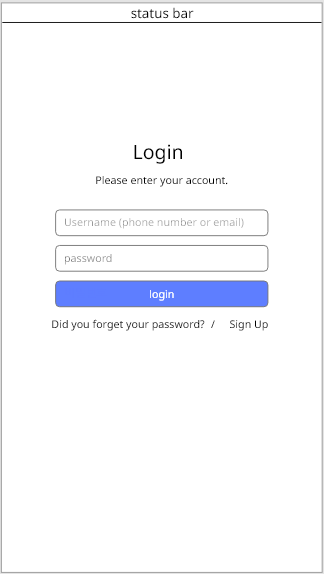 status bar
Login
Please enter your account.
Username (phone number or email)
password
login
Did you forget your password? / Sign Up